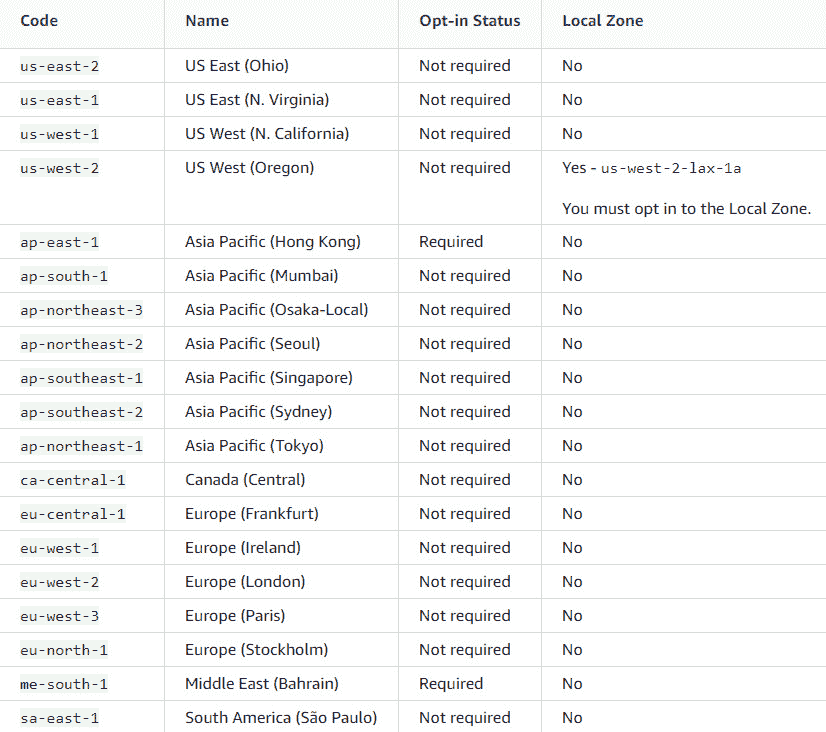 Code Name Opt-in Status Local Zone
us-east-2 US East (Ohio) Not required No
us-east-1 US East (N. Virginia) Not required No
us-west-1 US West (N. California) Not required No
us-west-2 US West (Oregon) Not required Yes - us-west-2-lax-1a
You must opt in to the Local Zone.
ap-east-1 Asia Pacific (Hong Kong) Required No
ap-south-1 Asia Pacific (Mumbai) Not required No
ap-northeast-3 Asia Pacific (Osaka-Local) Not required No
ap-northeast-2 Asia Pacific (Seoul) Not required No
ap-southeast-1 Asia Pacific (Singapore) Not required No
ap-southeast-2 Asia Pacific (Sydney) Not required No
ap-northeast-1 Asia Pacific (Tokyo) Not required No
ca-central-1 Canada (Central) Not required No
eu-central-1 Europe (Frankfurt) Not required No
eu-west-1 Europe (Ireland) Not required No
eu-west-2 Europe (London) Not required No
eu-west-3 Europe (Paris) Not required No
eu-north-1 Europe (Stockholm) Not required No
me-south-1 Middle East (Bahrain) Required No
sa-east-1 South America (São Paulo) Not required No